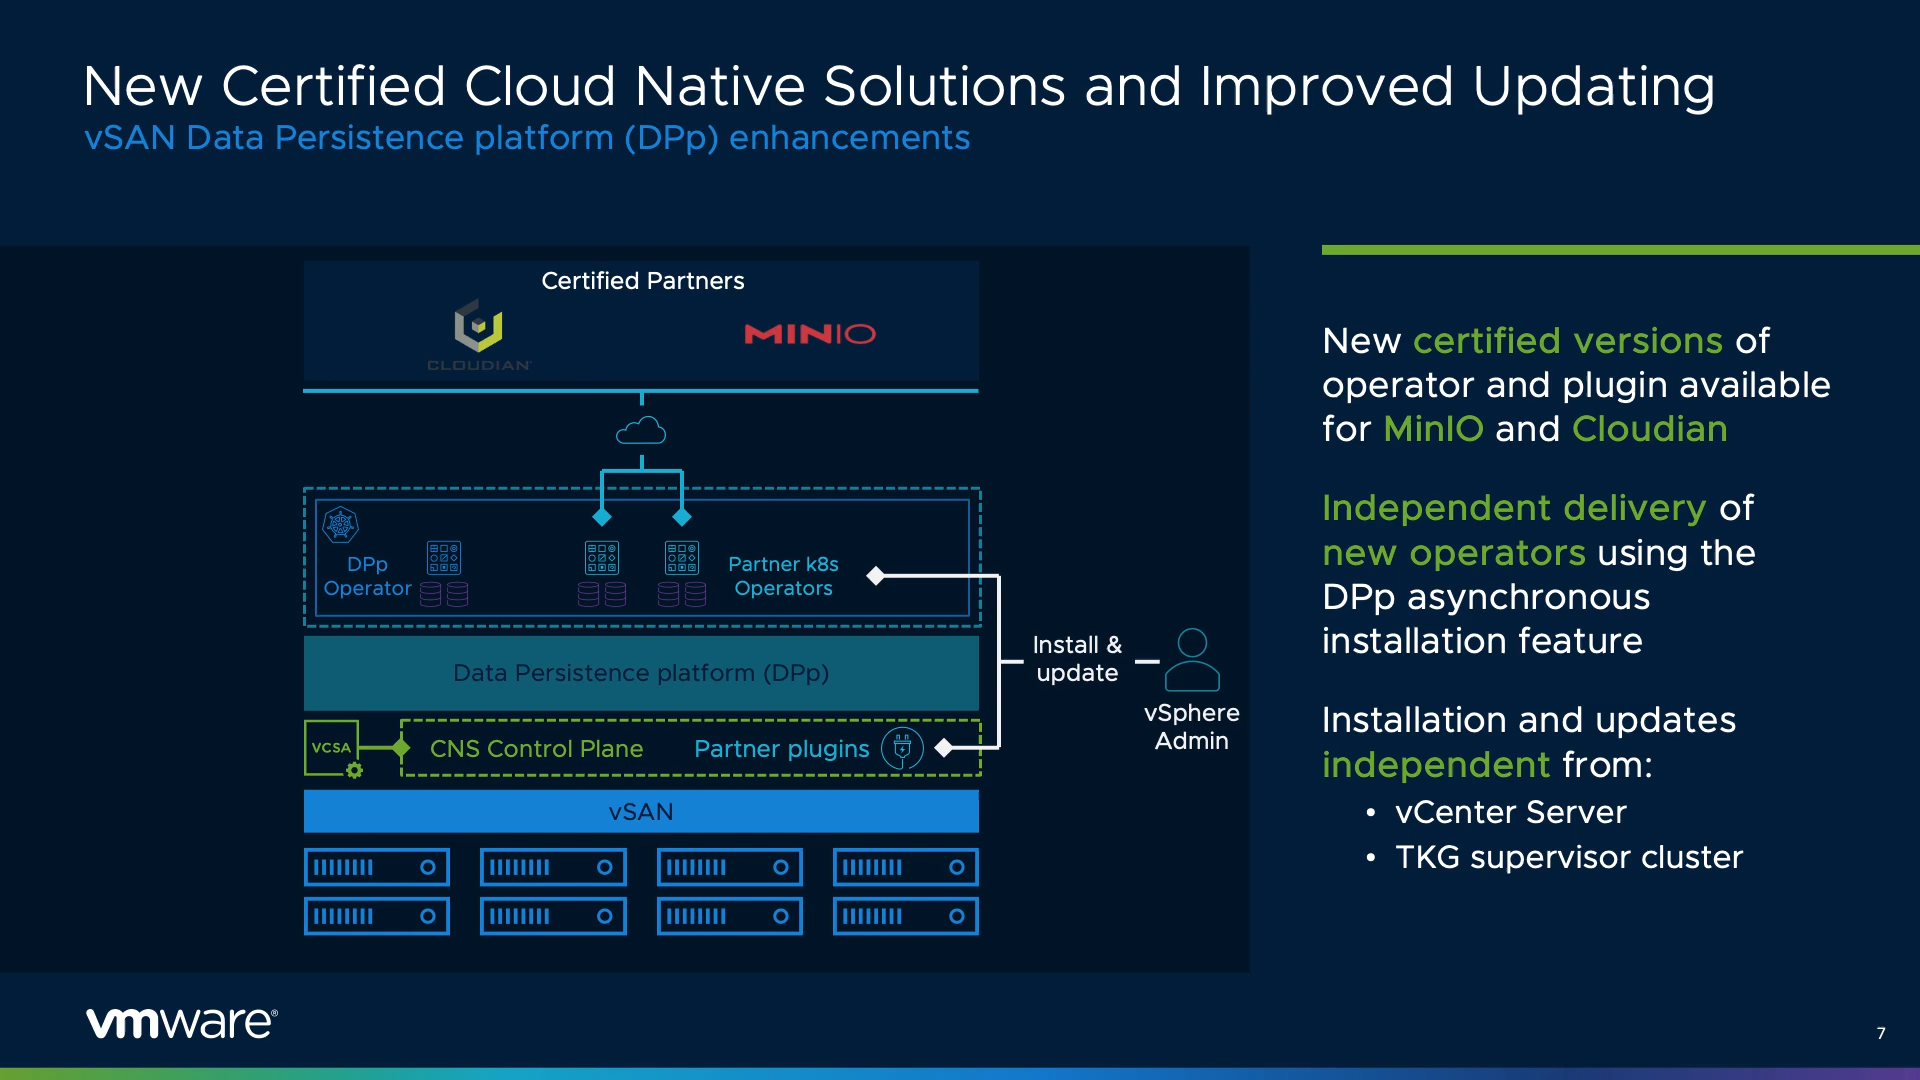 New Certified Cloud Native Solutions and Improved Updating
vSAN Data Persistence platform (DPp) enhancements
Certified Partners
CLOUDIAN®
MINIO
DPp
Operator
Partner k8s
Operators
Data Persistence platform (DPp)
Install &
update
vSphere
Admin
VCSA
CNS Control Plane
Partner plugins
vSAN
New certified versions of
operator and plugin available
for MinIO and Cloudian
Independent delivery of
new operators using the
DPp asynchronous
installation feature
Installation and updates
independent from:
• vCenter Server
• TKG supervisor cluster
vmware®
7